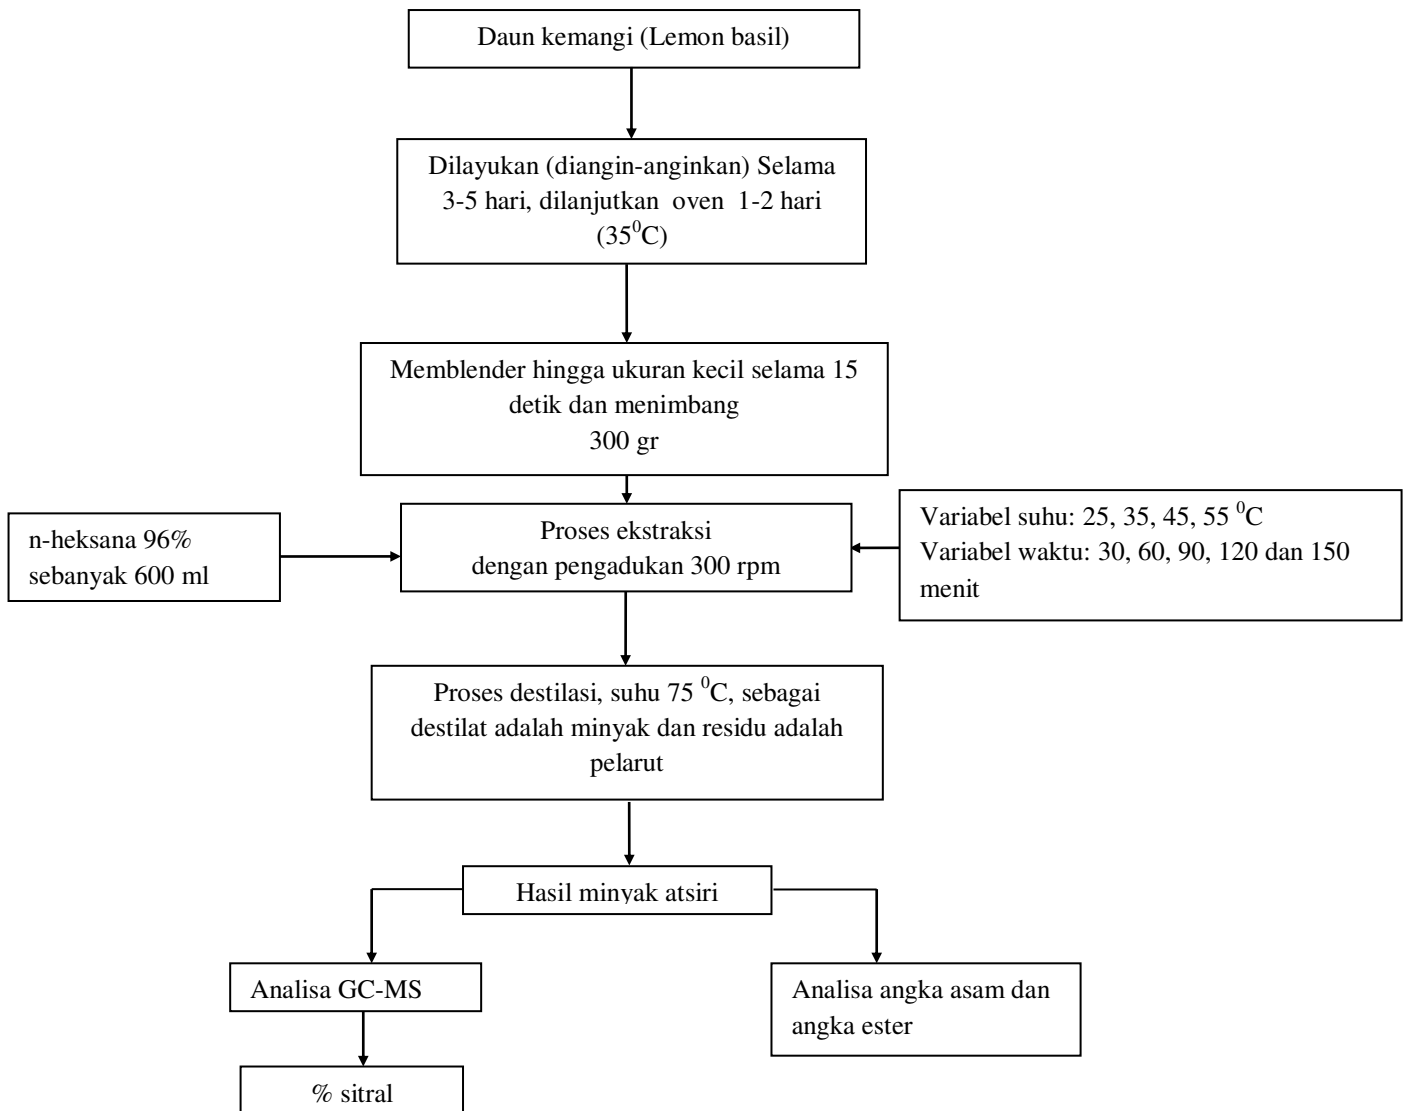 Daun kemangi (Lemon basil)
Dilayukan (diangin-anginkan) Selama
3-5 hari, dilanjutkan oven 1-2 hari
(35⁰C)
Memblender hingga ukuran kecil selama 15
detik dan menimbang
300 gr
n-heksana 96%
sebanyak 600 ml
Proses ekstraksi
dengan pengadukan 300 rpm
Variabel suhu: 25, 35, 45, 55 ⁰C
Variabel waktu: 30, 60, 90, 120 dan 150
menit
Proses destilasi, suhu 75 ⁰C, sebagai
destilat adalah minyak dan residu adalah
pelarut
Hasil minyak atsiri
Analisa GC-MS
Analisa angka asam dan
angka ester
% sitral